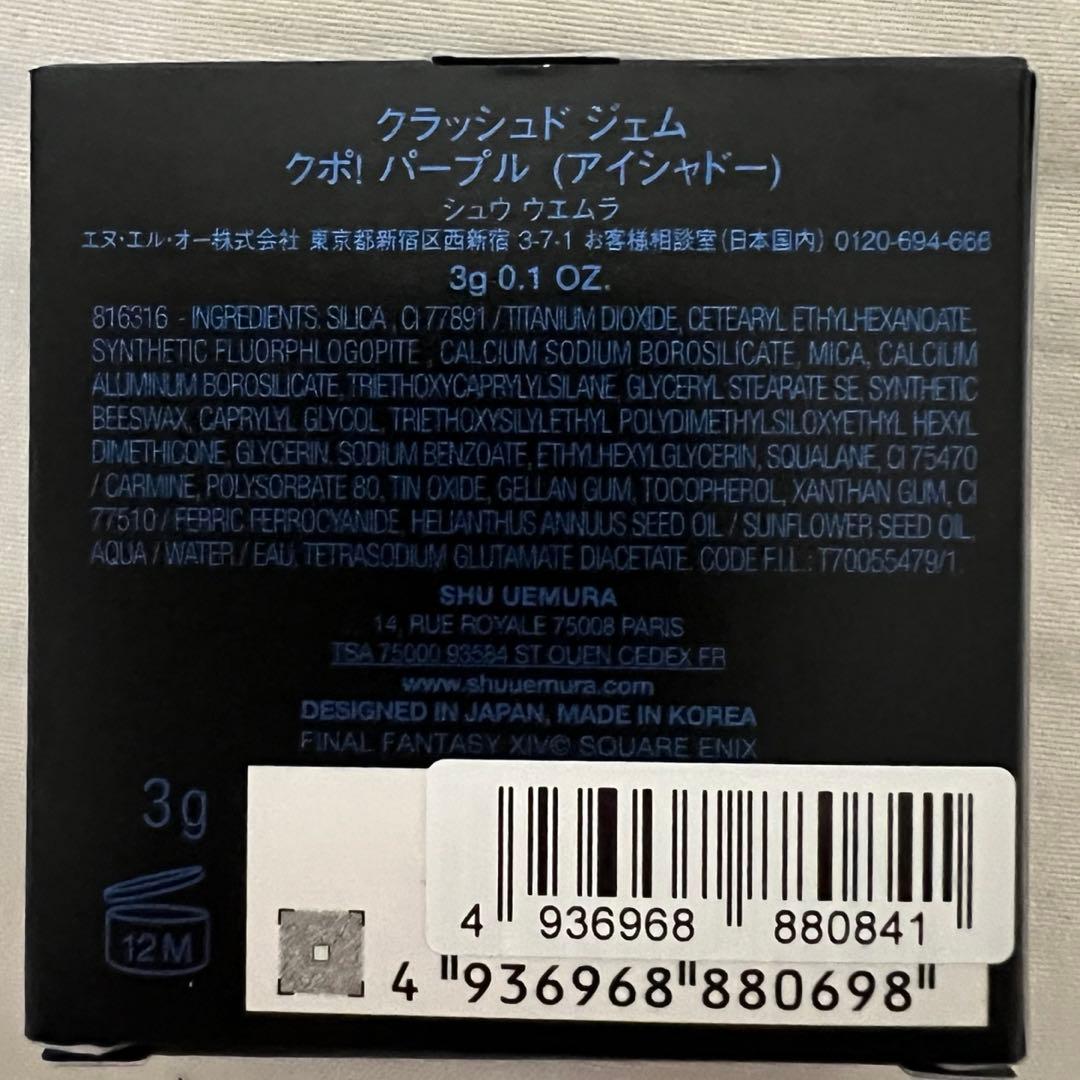 クラッシュド ジェム
クポ! パープル (アイシャドー)
シュウ ウエムラ
エヌ・エル・オー株式会社 東京都新宿区西新宿 3-7-1 お客様相談室(日本国内) 0120-694-666
3g 0.1 OZ.
816316 - INGREDIENTS: SILICA, CI 77891 / TITANIUM DIOXIDE, CETEARYL ETHYLHEXANOATE,
SYNTHETIC FLUORPHLOGOPITE, CALCIUM SODIUM BOROSILICATE, MICA, CALCIUM
ALUMINUM BOROSILICATE, TRIETHOXYCAPRYLYLSILANE, GLYCERYL STEARATE SE, SYNTHETIC
BEESWAX, CAPRYLYL GLYCOL, TRIETHOXYSILYLETHYL POLYDIMETHYLSILOXYETHYL HEXYL
DIMETHICONE, GLYCERIN, SODIUM BENZOATE, ETHYLHEXYLGLYCERIN, SQUALANE, CI 75470
/ CARMINE, POLYSORBATE 80, TIN OXIDE, GELLAN GUM, TOCOPHEROL, XANTHAN GUM, CI
77510 / FERRIC FERROCYANIDE, HELIANTHUS ANNUUS SEED OIL / SUNFLOWER SEED OIL,
AQUA / WATER / EAU, TETRASODIUM GLUTAMATE DIACETATE. CODE F.I.L.: T70055479/1.
SHU UEMURA
14, RUE ROYALE 75008 PARIS
TSA 75000 93584 ST OUEN CEDEX FR
www.shuuemura.com
DESIGNED IN JAPAN, MADE IN KOREA
FINAL FANTASY XIV© SQUARE ENIX
3g
12M
4 936968 880841
4 936968 880698